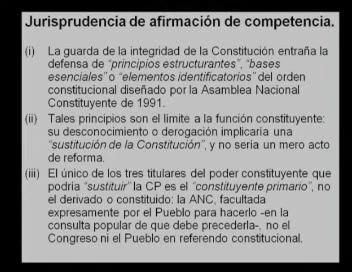 Jurisprudencia de afirmación de competencia.
(i) La guarda de la integridad de la Constitución entraña la
defensa de "principios estructurantes", "bases
esenciales" o "elementos identificatorios" del orden
constitucional diseñado por la Asamblea Nacional
Constituyente de 1991.
(ii) Tales principios son el limite a la función constituyente:
su desconocimiento o derogación implicaría una
"sustitución de la Constitución", y no sería un mero acto
de reforma.
(iii) El único de los tres titulares del poder constituyente que
podría "sustituir" la CP es el "constituyente primario", no
el derivado o constituido: la ANC, facultada
expresamente por el Pueblo para hacerlo -en la
consulta popular de que debe precederla-, no el
Congreso ni el Pueblo en referendo constitucional.